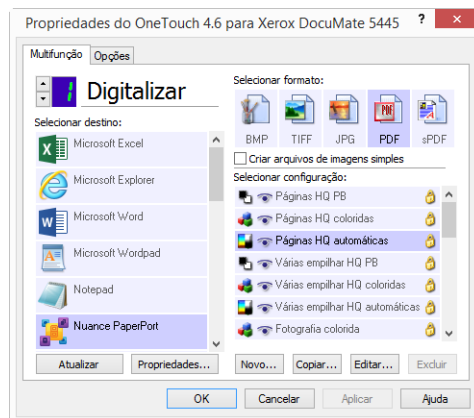 Propriedades do OneTouch 4.6 para Xerox DocuMate 5445
Multifunção
Opções
1
Digitalizar
Selecionar destino:
Microsoft Excel
Microsoft Explorer
Microsoft Word
Microsoft Wordpad
Notepad
Nuance PaperPort
Atualizar
Propriedades...
Selecionar formato:
BMP
TIFF
JPG
PDF
sPDF
Criar arquivos de imagens simples
Selecionar configuração:
Páginas HQ PB
Páginas HQ coloridas
Páginas HQ automáticas
Várias empilhar HQ PB
Várias empilhar HQ coloridas
Várias empilhar HQ automáticas
Fotografia colorida
Novo...
Copiar...
Editar...
Excluir
OK
Cancelar
Aplicar
Ajuda